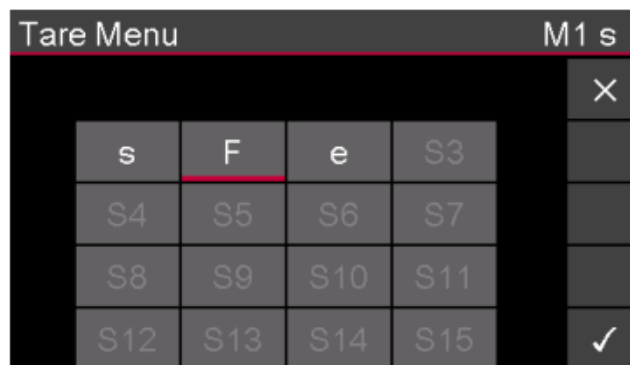 Tare Menu M1 s
s F e S3
S4 S5 S6 S7
S8 S9 S10 S11
S12 S13 S14 S15